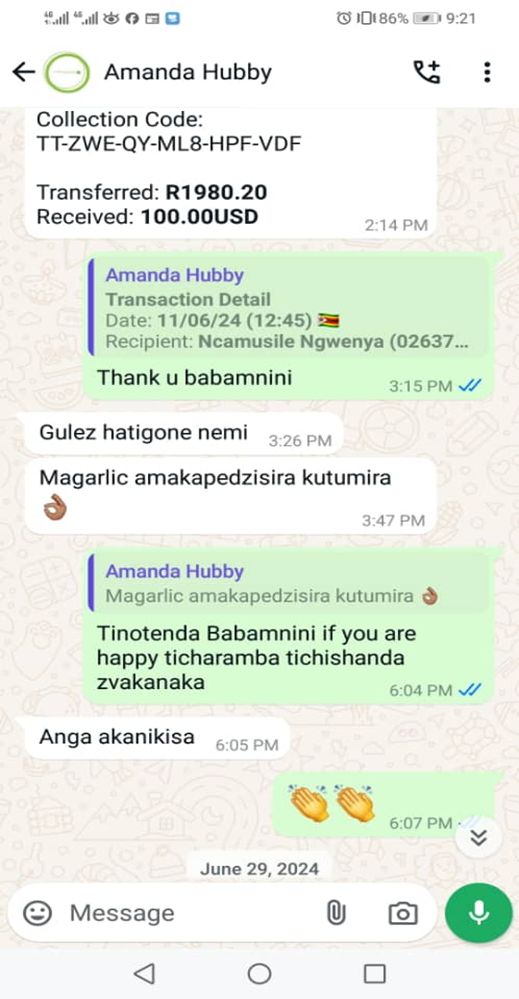 86% 9:21
Amanda Hubby
Collection Code:
TT-ZWE-QY-ML8-HPF-VDF
Transferred: R1980.20
Received: 100.00USD
2:14 PM
Amanda Hubby
Transaction Detail
Date: 11/06/24 (12:45) 🇿🇼
Recipient: Ncamusile Ngwenya (02637...
Thank u babamnini
3:15 PM
Gulez hatigone nemi
3:26 PM
Magarlic amakapedzisira kutumira
👌🏽
3:47 PM
Amanda Hubby
Magarlic amakapedzisira kutumira 👌🏽
Tinotenda Babamnini if you are
happy ticharamba tichishanda
zvakanaka
6:04 PM
Anga akanikisa
6:05 PM
👏👏
6:07 PM
June 29, 2024
Message